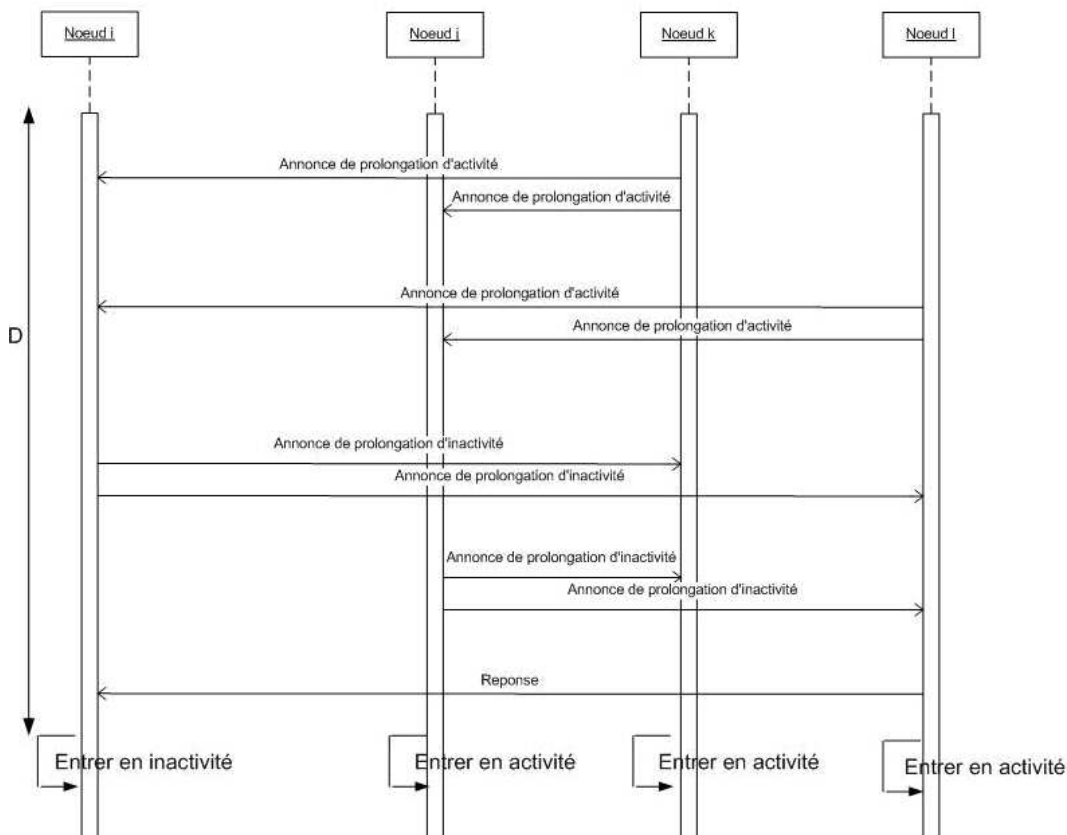 Noeud i
Noeud j
Noeud k
Noeud l
Annonce de prolongation d'activité
Annonce de prolongation d'activité
Annonce de prolongation d'activité
Annonce de prolongation d'activité
D
Annonce de prolongation d'inactivité
Annonce de prolongation d'inactivité
Annonce de prolongation d'inactivité
Annonce de prolongation d'inactivité
Reponse
Entrer en inactivité
Entrer en activité
Entrer en activité
Entrer en activité